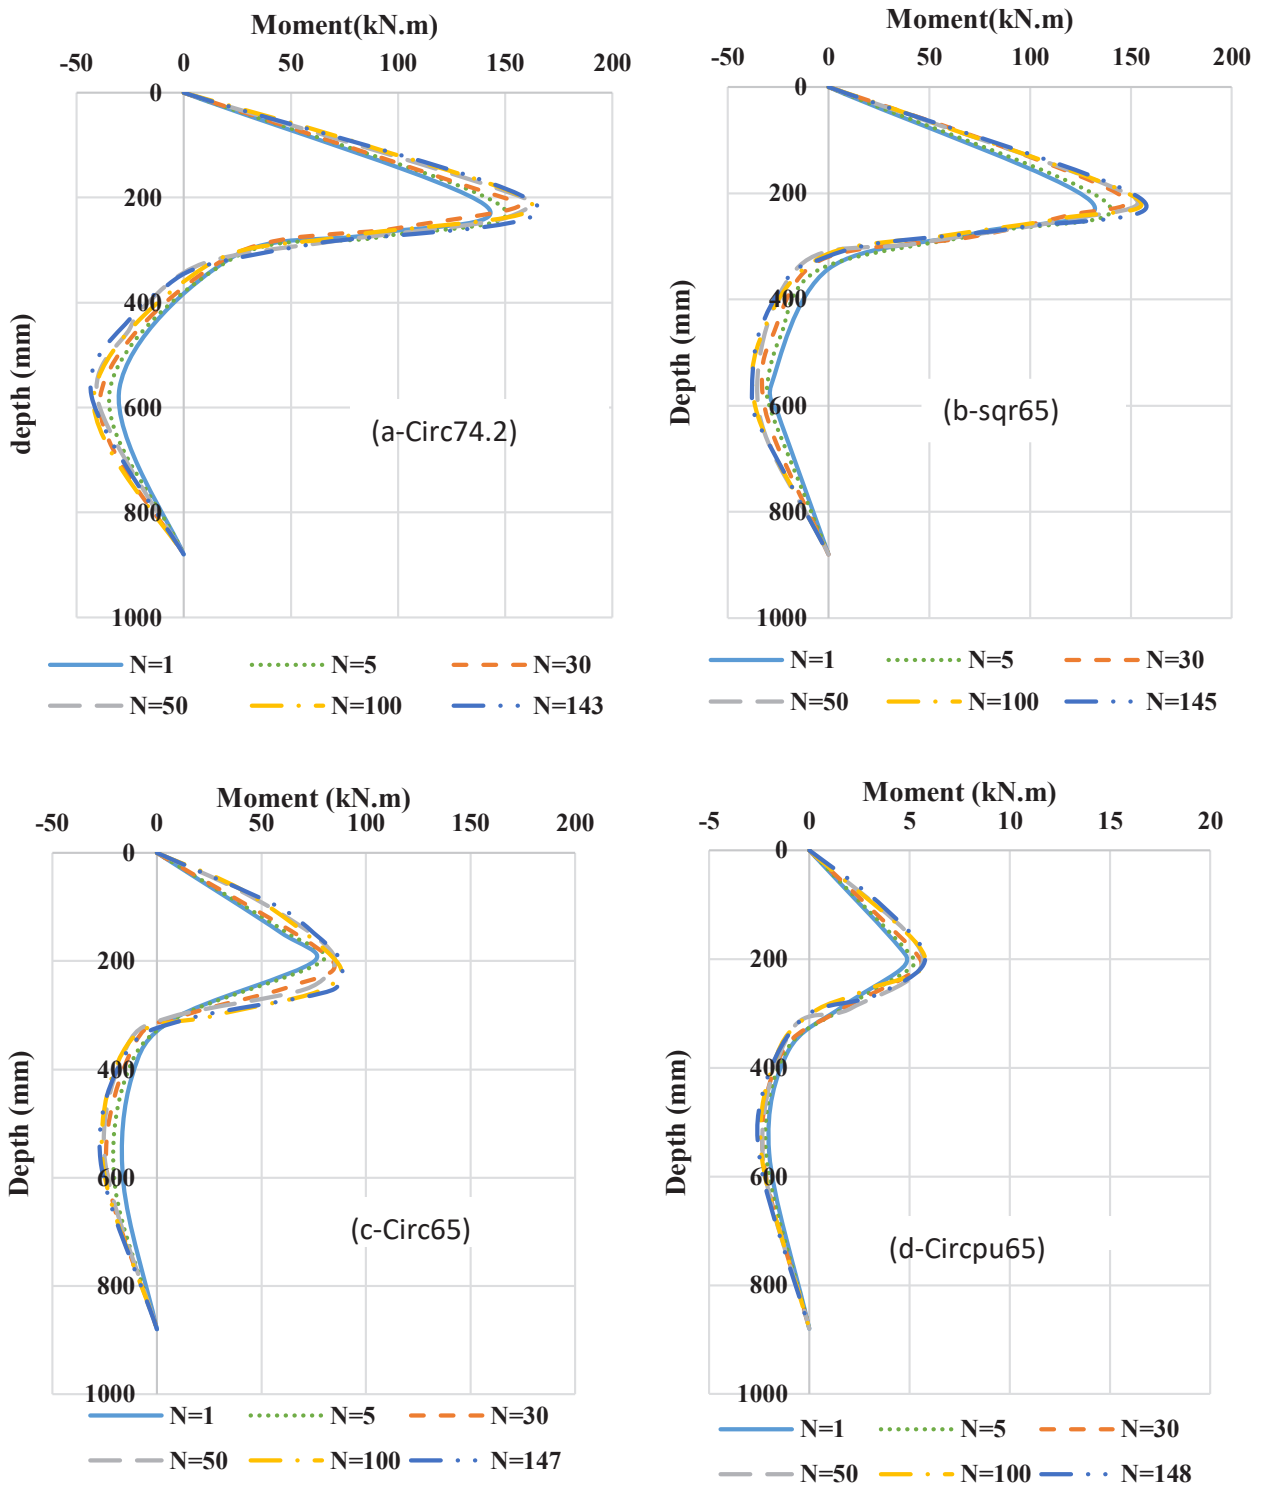 Moment(kN.m)
-50 0 50 100 150 200
0
200
400
600
800
1000
depth (mm)
(a-Circ74.2)
N=1 N=5 N=30
N=50 N=100 N=143
Moment(kN.m)
-50 0 50 100 150 200
0
200
400
600
800
1000
Depth (mm)
(b-sqr65)
N=1 N=5 N=30
N=50 N=100 N=145
Moment (kN.m)
-50 0 50 100 150 200
0
200
400
600
800
1000
Depth (mm)
(c-Circ65)
N=1 N=5 N=30
N=50 N=100 N=147
Moment (kN.m)
-5 0 5 10 15 20
0
200
400
600
800
1000
Depth (mm)
(d-Circpu65)
N=1 N=5 N=30
N=50 N=100 N=148